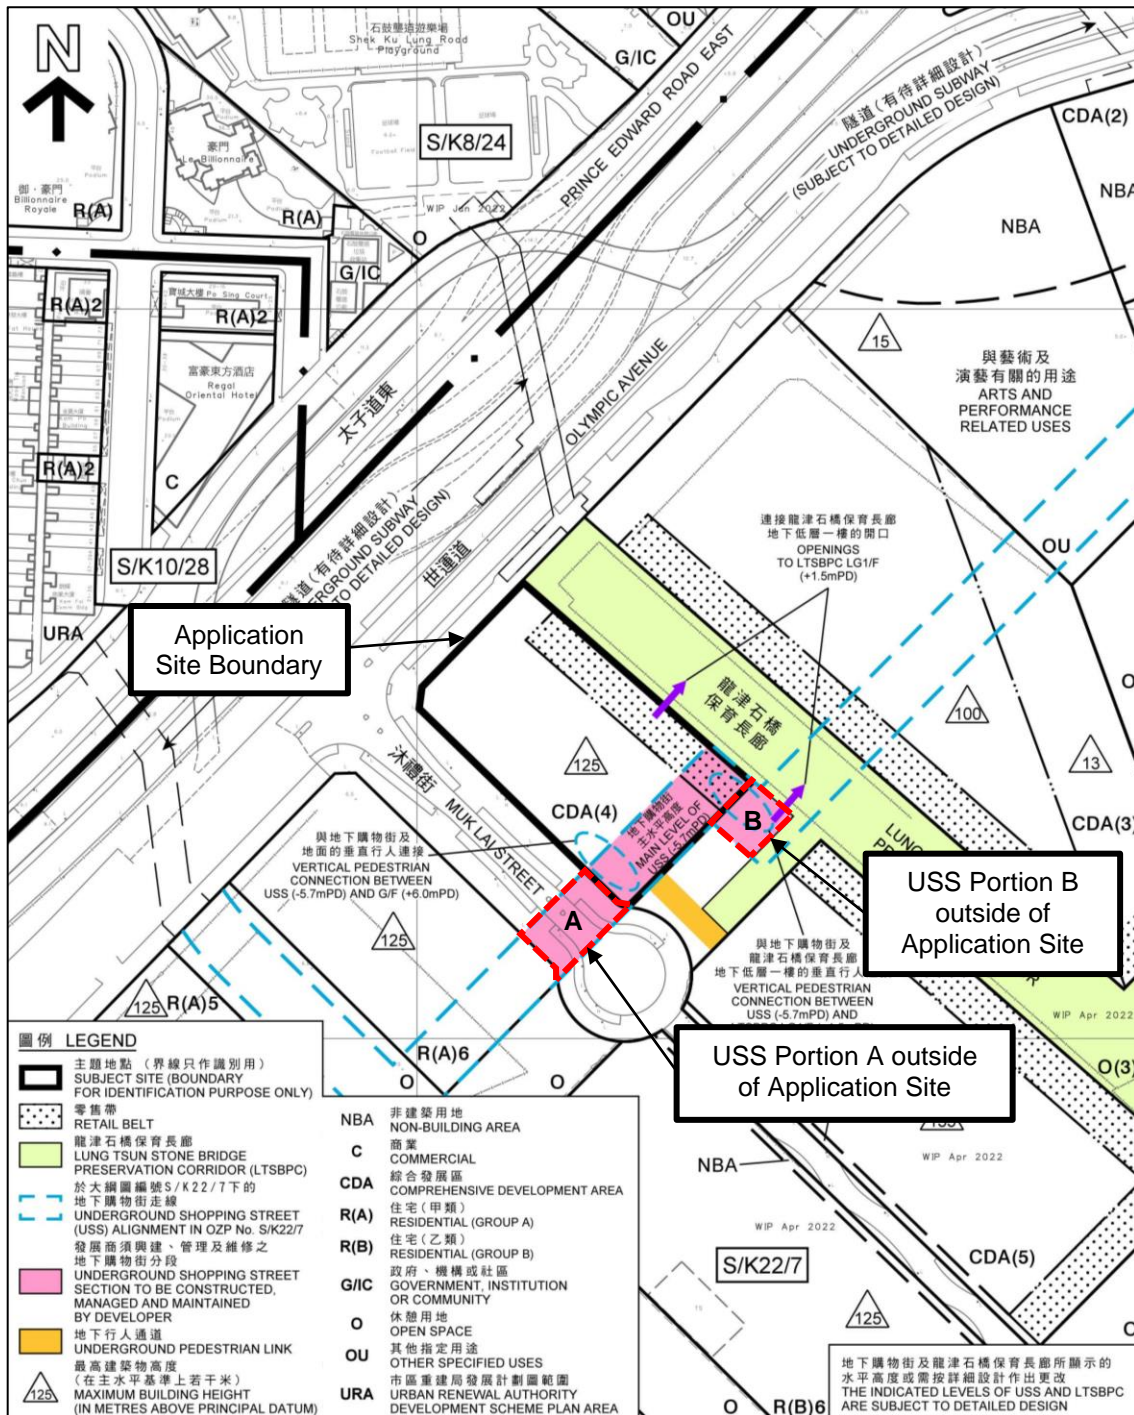 N
石鼓壟道遊樂場
Shek Ku Lung Road
Playground
OU
G/IC
S/K8/24
PRINCE EDWARD ROAD EAST
隧道(有待詳細設計)
UNDERGROUND SUBWAY
(SUBJECT TO DETAILED DESIGN)
CDA(2)
NBA
NBA
豪門
Le Billionnaire
御·豪門
Billionnaire
Royale
R(A)
R(A)
WIP Jan 2022
O
G/IC
R(A)2
寶城大樓 Po Sing Court
R(A)2
富豪東方酒店
Regal
Oriental Hotel
R(A)2
C
S/K10/28
URA
太子道東
OLYMPIC AVENUE
世運道
隧道(有待詳細設計)
UNDERGROUND SUBWAY
TO DETAILED DESIGN)
15
與藝術及
演藝有關的用途
ARTS AND
PERFORMANCE
RELATED USES
OU
連接龍津石橋保育長廊
地下低層一樓的開口
OPENINGS
TO LTSBPC LG1/F
(+1.5mPD)
Application
Site Boundary
龍津石橋
保育長廊
100
O
13
CDA(3)
125
CDA(4)
沐禮街
MUK LAI STREET
地下購物街
主水平高度
MAIN LEVEL OF
USS (-5.7mPD)
B
與地下購物街及
地面的垂直行人連接
VERTICAL PEDESTRIAN
CONNECTION BETWEEN
USS (-5.7mPD) AND G/F (+6.0mPD)
A
125
LUNG
USS Portion B
outside of
Application Site
與地下購物街及
龍津石橋保育長廊
地下低層一樓的垂直行人
VERTICAL PEDESTRIAN
CONNECTION BETWEEN
USS (-5.7mPD) AND
USS Portion A outside
of Application Site
WIP Apr 2022
O(3)
125
R(A)5
R(A)6
O
O
WIP Apr 2022
NBA
WIP Apr 2022
S/K22/7
CDA(5)
125
O
R(B)6
圖例 LEGEND
主題地點 (界線只作識別用)
SUBJECT SITE (BOUNDARY
FOR IDENTIFICATION PURPOSE ONLY)
零售帶
RETAIL BELT
龍津石橋保育長廊
LUNG TSUN STONE BRIDGE
PRESERVATION CORRIDOR (LTSBPC)
於大綱圖編號S/K22/7下的
地下購物街走線
UNDERGROUND SHOPPING STREET
(USS) ALIGNMENT IN OZP No. S/K22/7
發展商須興建、管理及維修之
地下購物街分段
UNDERGROUND SHOPPING STREET
SECTION TO BE CONSTRUCTED,
MANAGED AND MAINTAINED
BY DEVELOPER
地下行人通道
UNDERGROUND PEDESTRIAN LINK
最高建築物高度
(在主水平基準上若干米)
125
MAXIMUM BUILDING HEIGHT
(IN METRES ABOVE PRINCIPAL DATUM)
NBA 非建築用地
NON-BUILDING AREA
C 商業
COMMERCIAL
CDA 綜合發展區
COMPREHENSIVE DEVELOPMENT AREA
R(A) 住宅(甲類)
RESIDENTIAL (GROUP A)
R(B) 住宅(乙類)
RESIDENTIAL (GROUP B)
G/IC 政府、機構或社區
GOVERNMENT, INSTITUTION
OR COMMUNITY
O 休憩用地
OPEN SPACE
OU 其他指定用途
OTHER SPECIFIED USES
URA 市區重建局發展計劃圖範圍
URBAN RENEWAL AUTHORITY
DEVELOPMENT SCHEME PLAN AREA
地下購物街及龍津石橋保育長廊所顯示的
水平高度或需按詳細設計作出更改
THE INDICATED LEVELS OF USS AND LTSBPC
ARE SUBJECT TO DETAILED DESIGN